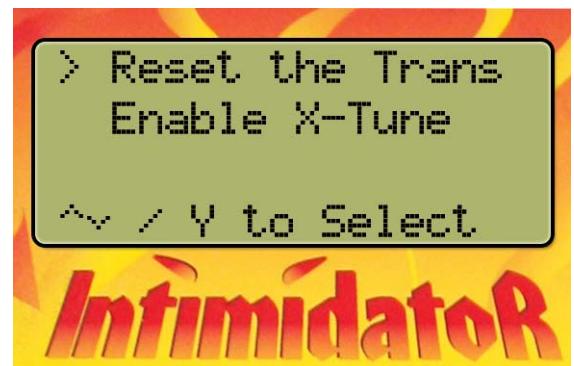 > Reset the Trans
Enable X-Tune
^v / Y to Select
IntimidatoR